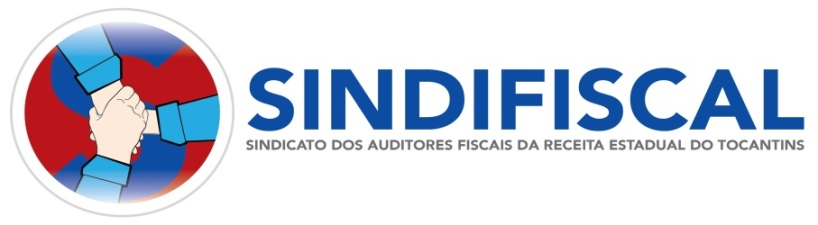 SINDIFISCAL
SINDICATO DOS AUDITORES FISCAIS DA RECEITA ESTADUAL DO TOCANTINS